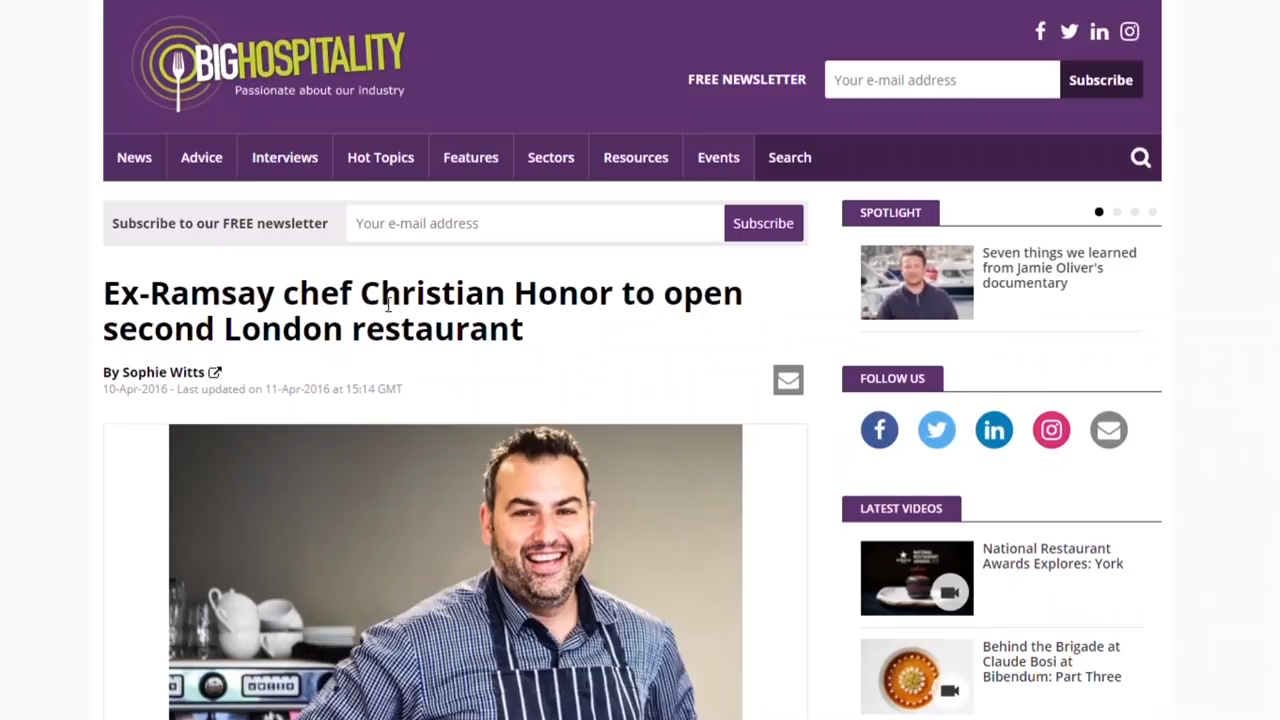 BIGHOSPITALITY
Passionate about our industry
FREE NEWSLETTER
Your e-mail address
Subscribe
News
Advice
Interviews
Hot Topics
Features
Sectors
Resources
Events
Search
Subscribe to our FREE newsletter
Your e-mail address
Subscribe
Ex-Ramsay chef Christian Honor to open
second London restaurant
By Sophie Witts
10-Apr-2016 - Last updated on 11-Apr-2016 at 15:14 GMT
SPOTLIGHT
Seven things we learned
from Jamie Oliver's
documentary
FOLLOW US
LATEST VIDEOS
National Restaurant
Awards Explores: York
Behind the Brigade at
Claude Bosi at
Bibendum: Part Three